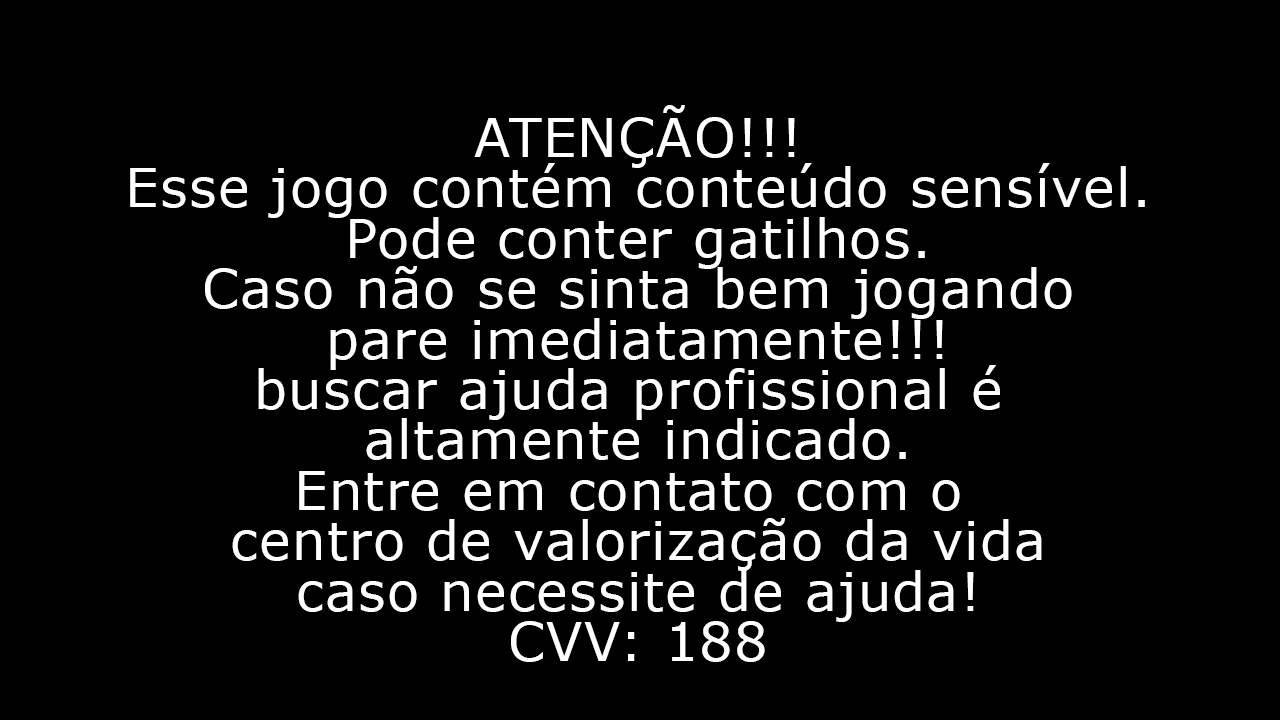 ATENÇÃO!!!
Esse jogo contém conteúdo sensível.
Pode conter gatilhos.
Caso não se sinta bem jogando
pare imediatamente!!!
buscar ajuda profissional é
altamente indicado.
Entre em contato com o
centro de valorização da vida
caso necessite de ajuda!
CVV: 188